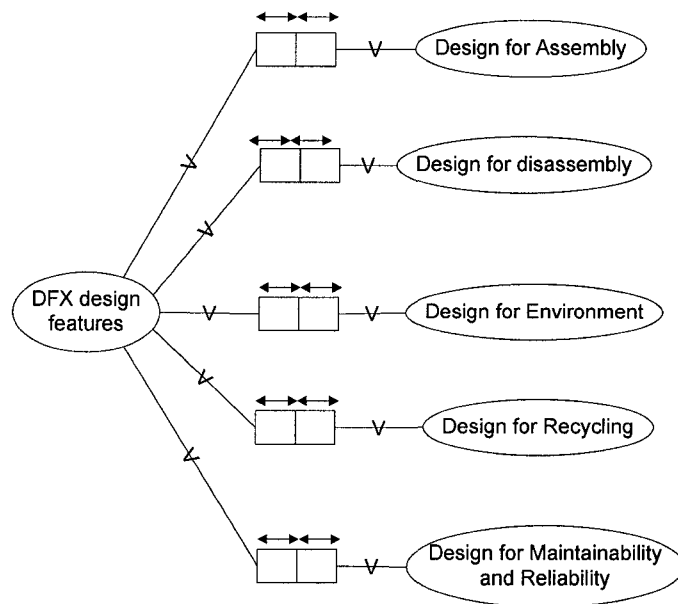 Design for Assembly
V
V
Design for disassembly
V
V
DFX design
features
Design for Environment
V
V
V
Design for Recycling
V
V
Design for Maintainability
and Reliability
V